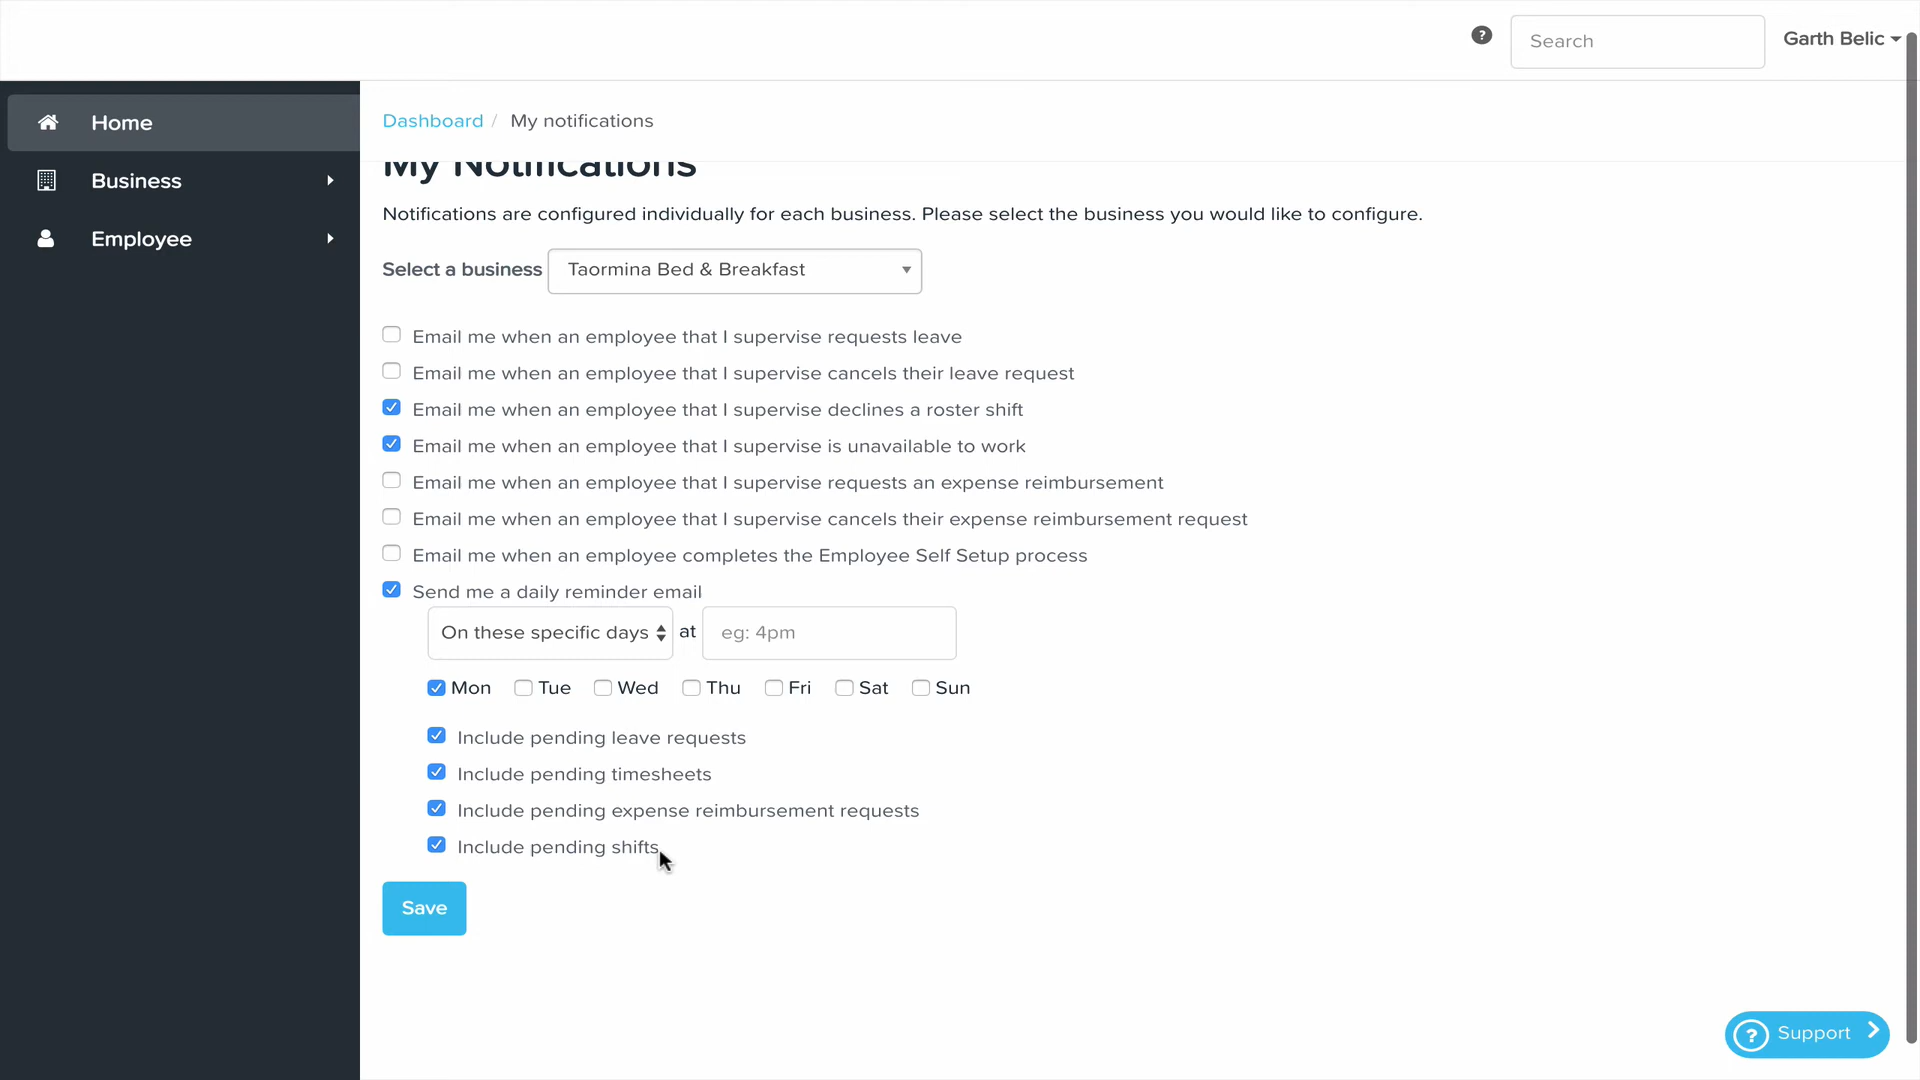 ?
Search
Garth Belic
Home
Business
Employee
Dashboard / My notifications
My Notifications
Notifications are configured individually for each business. Please select the business you would like to configure.
Select a business Taormina Bed & Breakfast
Email me when an employee that I supervise requests leave
Email me when an employee that I supervise cancels their leave request
Email me when an employee that I supervise declines a roster shift
Email me when an employee that I supervise is unavailable to work
Email me when an employee that I supervise requests an expense reimbursement
Email me when an employee that I supervise cancels their expense reimbursement request
Email me when an employee completes the Employee Self Setup process
Send me a daily reminder email
On these specific days at eg: 4pm
Mon Tue Wed Thu Fri Sat Sun
Include pending leave requests
Include pending timesheets
Include pending expense reimbursement requests
Include pending shifts
Save
? Support